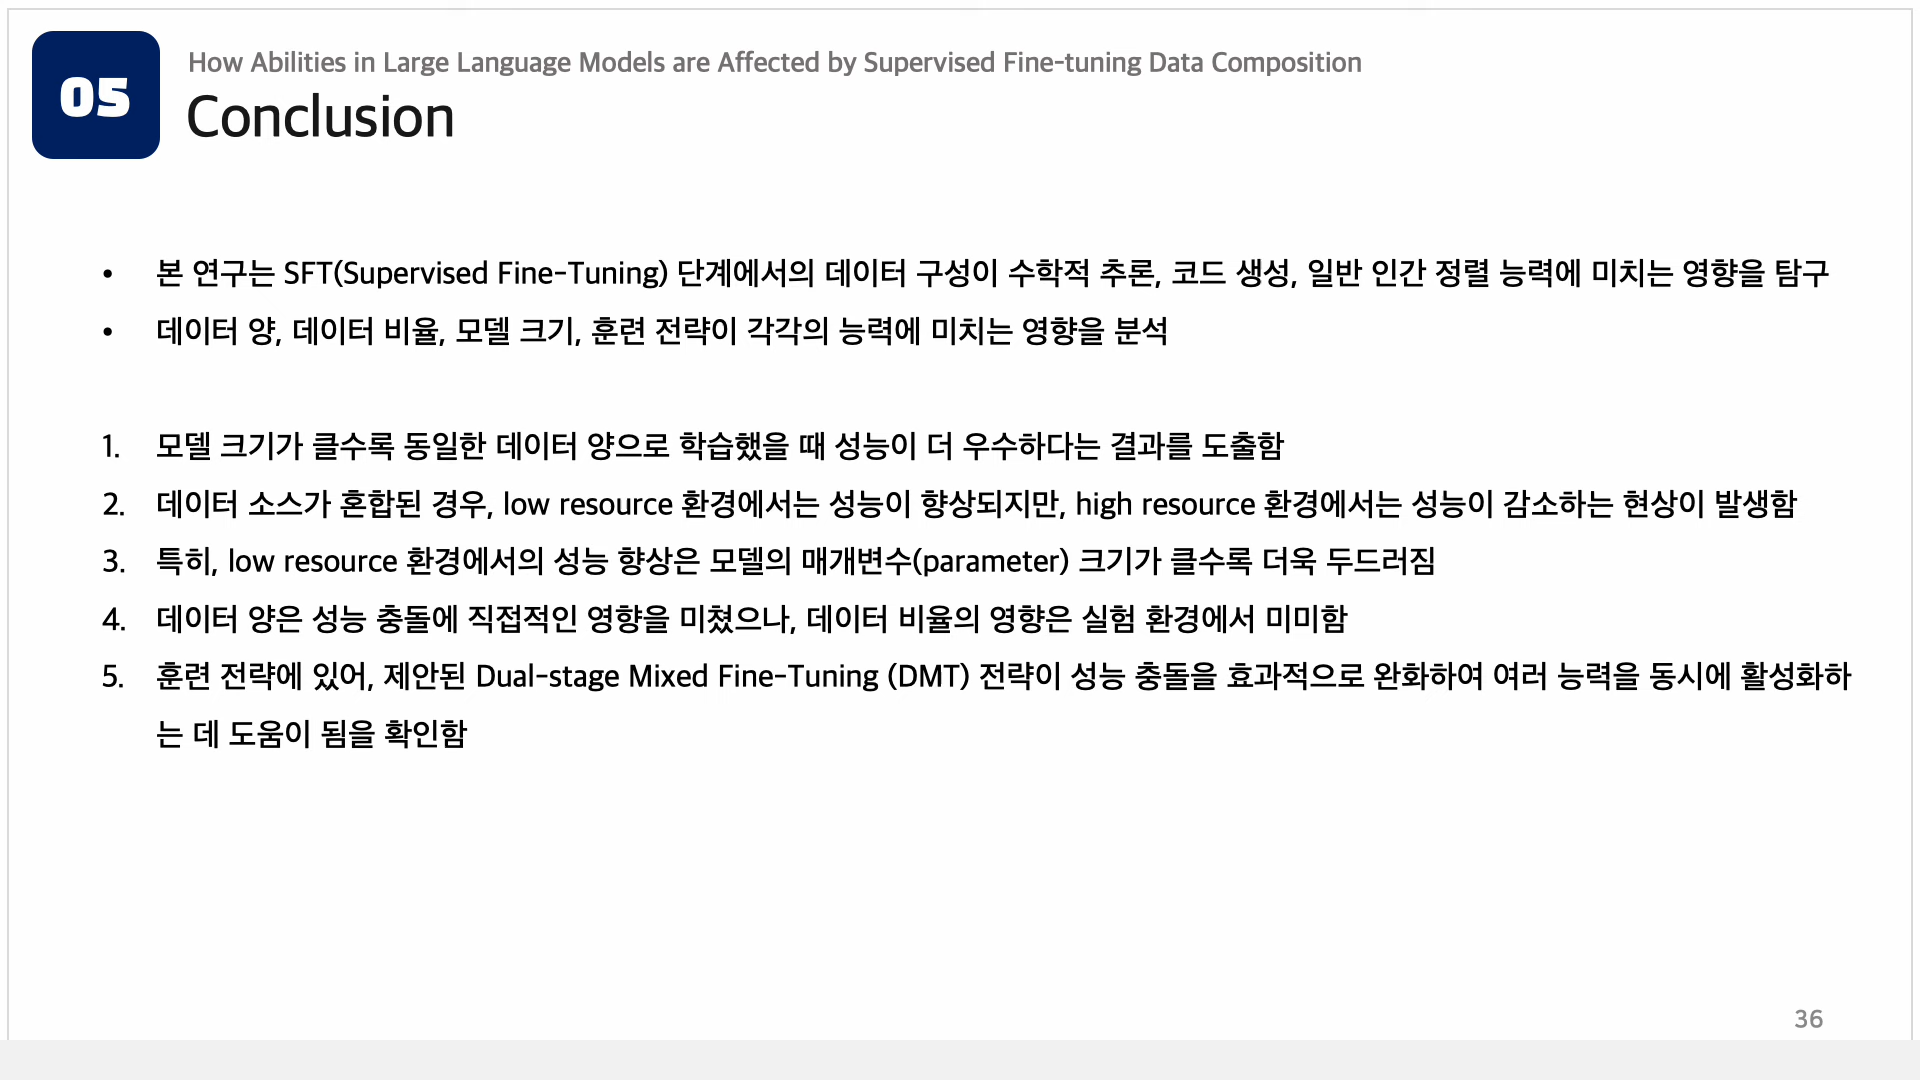 05
How Abilities in Large Language Models are Affected by Supervised Fine-tuning Data Composition
Conclusion
• 본 연구는 SFT(Supervised Fine-Tuning) 단계에서의 데이터 구성이 수학적 추론, 코드 생성, 일반 인간 정렬 능력에 미치는 영향을 탐구
• 데이터 양, 데이터 비율, 모델 크기, 훈련 전략이 각각의 능력에 미치는 영향을 분석
1. 모델 크기가 클수록 동일한 데이터 양으로 학습했을 때 성능이 더 우수하다는 결과를 도출함
2. 데이터 소스가 혼합된 경우, low resource 환경에서는 성능이 향상되지만, high resource 환경에서는 성능이 감소하는 현상이 발생함
3. 특히, low resource 환경에서의 성능 향상은 모델의 매개변수(parameter) 크기가 클수록 더욱 두드러짐
4. 데이터 양은 성능 충돌에 직접적인 영향을 미쳤으나, 데이터 비율의 영향은 실험 환경에서 미미함
5. 훈련 전략에 있어, 제안된 Dual-stage Mixed Fine-Tuning (DMT) 전략이 성능 충돌을 효과적으로 완화하여 여러 능력을 동시에 활성화하
는 데 도움이 됨을 확인함
36